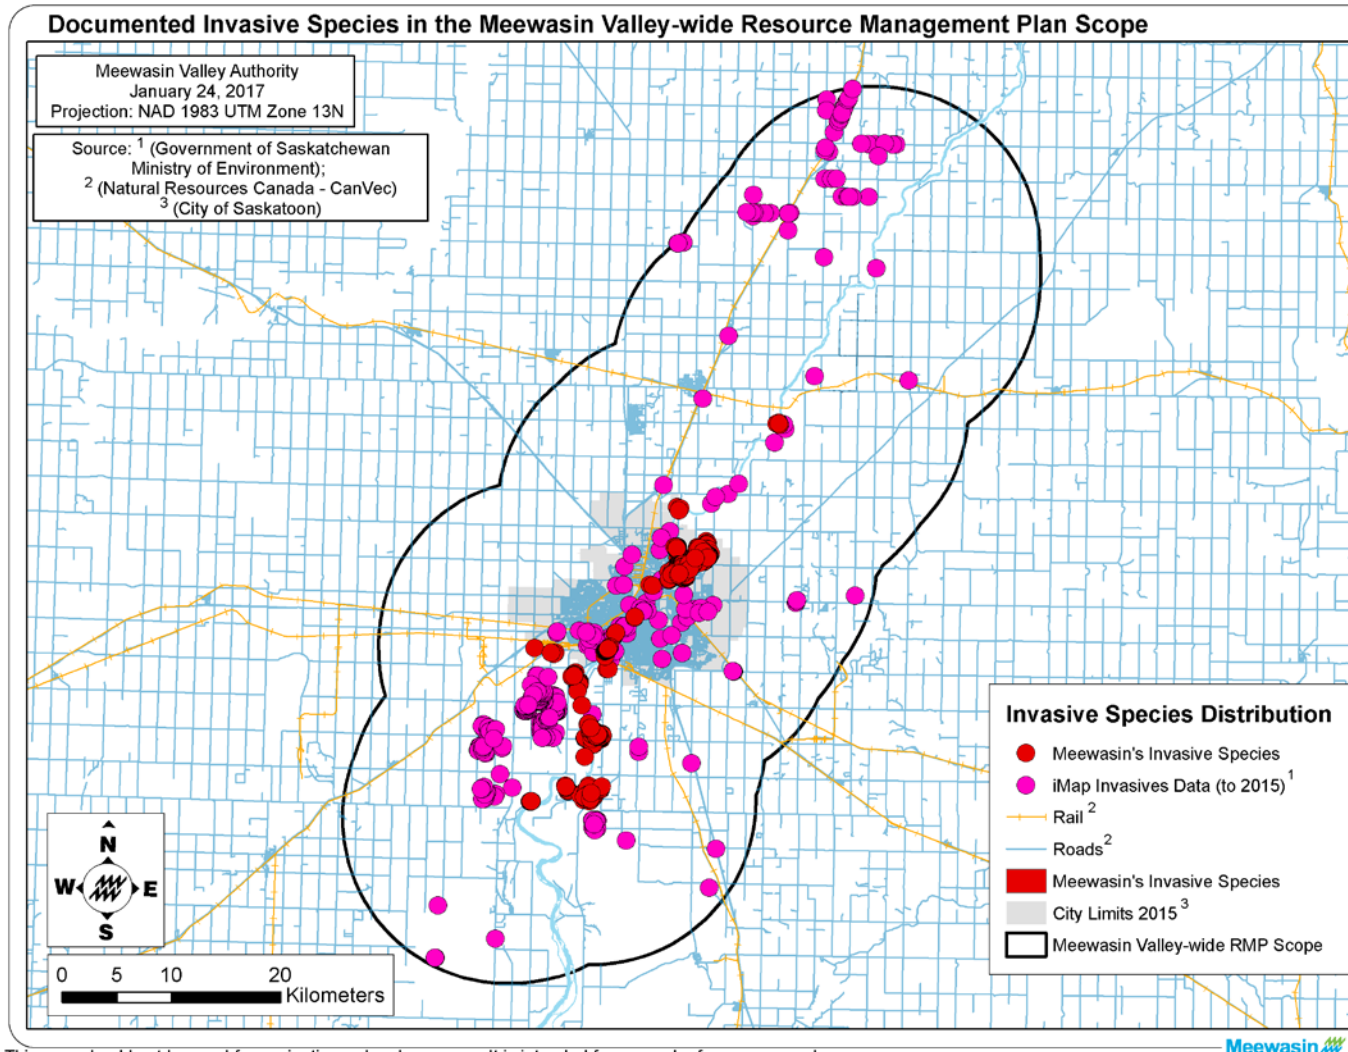 Documented Invasive Species in the Meewasin Valley-wide Resource Management Plan Scope
Meewasin Valley Authority
January 24, 2017
Projection: NAD 1983 UTM Zone 13N
Source: 1 (Government of Saskatchewan
Ministry of Environment);
2 (Natural Resources Canada - CanVec)
3 (City of Saskatoon)
Invasive Species Distribution
Meewasin's Invasive Species
iMap Invasives Data (to 2015) 1
Rail 2
Roads 2
Meewasin's Invasive Species
City Limits 2015 3
Meewasin Valley-wide RMP Scope
N
W E
S
0 5 10 20
Kilometers
Meewasin